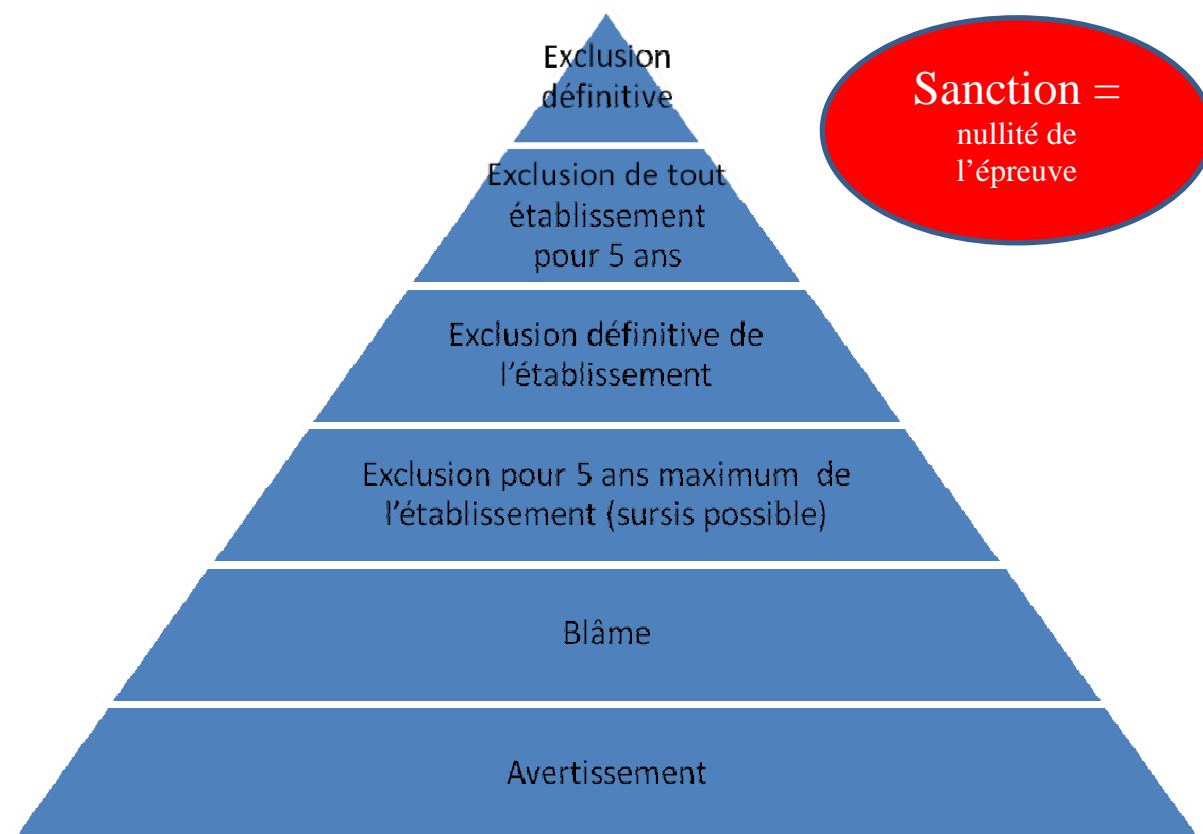 Exclusion
définitive
Sanction =
nullité de
l’épreuve
Exclusion de tout
établissement
pour 5 ans
Exclusion définitive de
l’établissement
Exclusion pour 5 ans maximum de
l’établissement (sursis possible)
Blâme
Avertissement